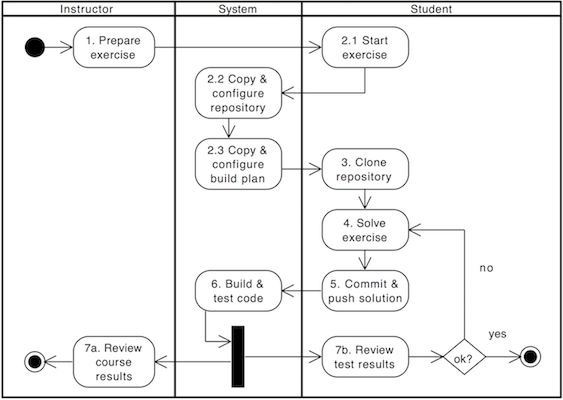 Instructor
System
Student
1. Prepare
exercise
2.1 Start
exercise
2.2 Copy &
configure
repository
2.3 Copy &
configure
build plan
3. Clone
repository
4. Solve
exercise
no
6. Build &
test code
5. Commit &
push solution
yes
7a. Review
course
results
7b. Review
test results
ok?